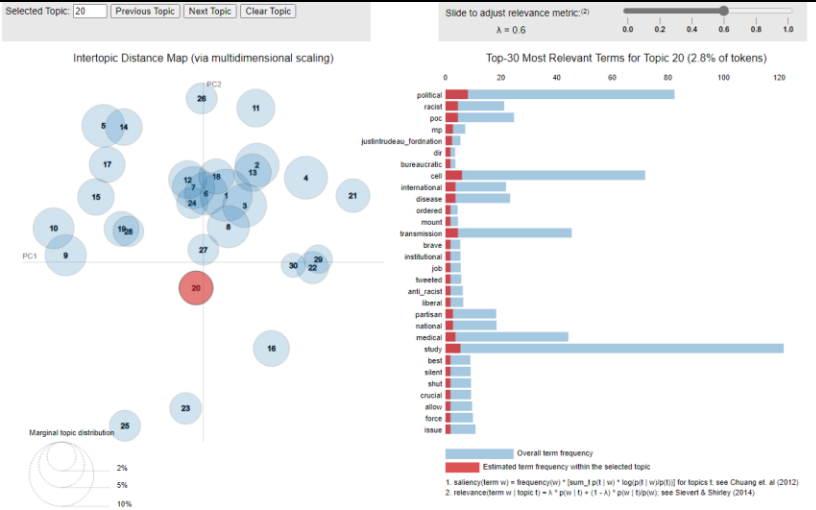 Selected Topic: 20 Previous Topic Next Topic Clear Topic
Slide to adjust relevance metric:(2)
λ = 0.6
0.0 0.2 0.4 0.6 0.8 1.0
Intertopic Distance Map (via multidimensional scaling)
PC2
26
11
5 14
17
2
13
12 18
7
6 1
4
21
15
24
3
10
19 28
8
9
PC1
27
29
30 22
20
16
23
25
Marginal topic distribution
2%
5%
10%
Top-30 Most Relevant Terms for Topic 20 (2.8% of tokens)
0 20 40 60 80 100 120
political
racist
poc
mp
justintrudeau_fordnation
dir
bureaucratic
cell
international
disease
ordered
mount
transmission
brave
institutional
job
tweeted
anti_racist
liberal
partisan
national
medical
study
best
silent
shut
crucial
allow
force
issue
Overall term frequency
Estimated term frequency within the selected topic
1. saliency(term w) = frequency(w) * [sum_t p(t | w) * log(p(t | w)/p(t))] for topics t; see Chuang et. al (2012)
2. relevance(term w | topic t) = λ * p(w | t) + (1 - λ) * p(w | t)/p(w); see Sievert & Shirley (2014)